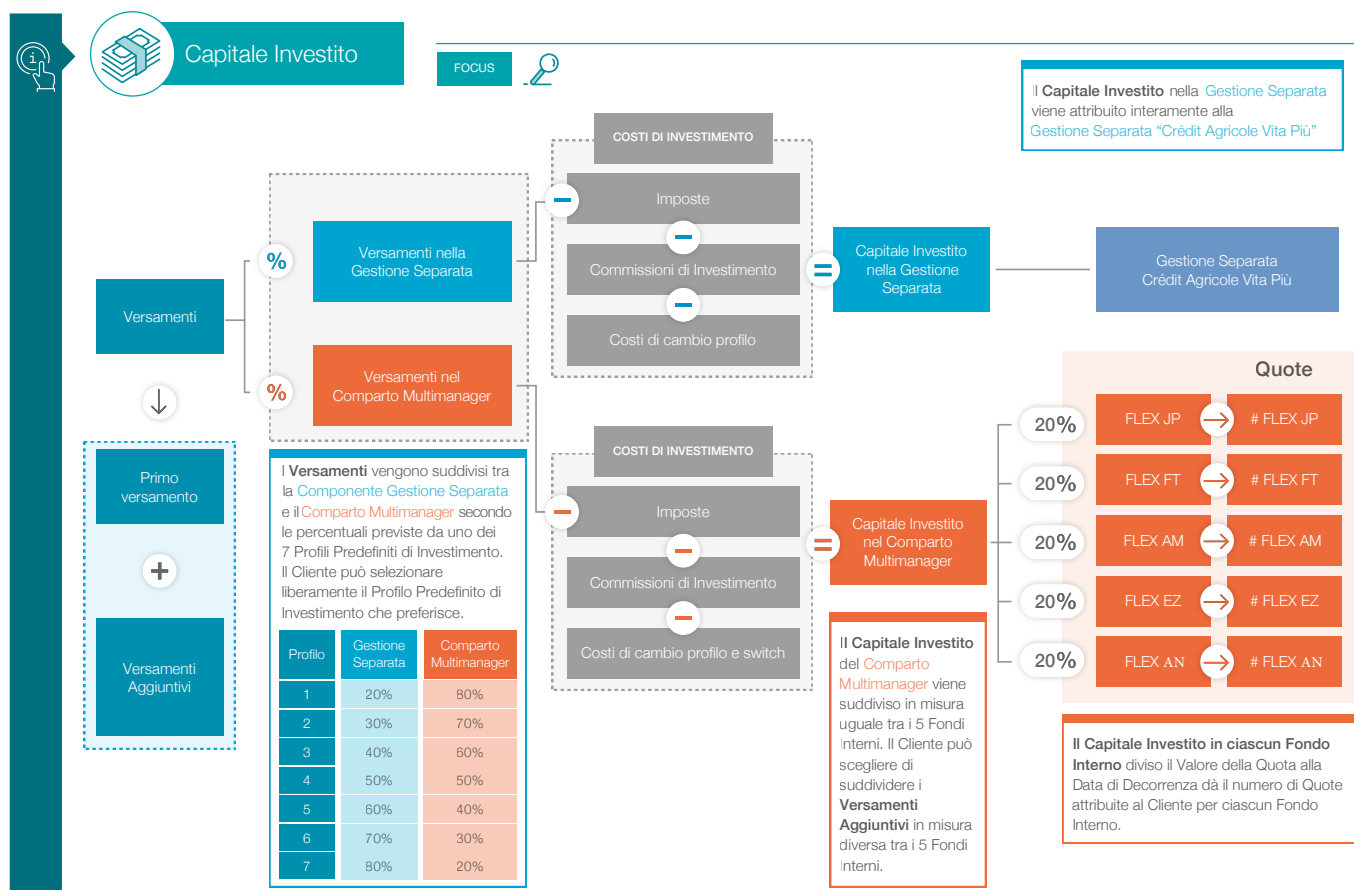 Capitale Investito
FOCUS
Il Capitale Investito nella Gestione Separata
viene attribuito interamente alla
Gestione Separata “Crédit Agricole Vita Più”
COSTI DI INVESTIMENTO
Imposte
Commissioni di Investimento
Costi di cambio profilo
Versamenti
%
Versamenti nella
Gestione Separata
%
Versamenti nel
Comparto Multimanager
=
Capitale Investito
nella Gestione
Separata
Gestione Separata
Crédit Agricole Vita Più
Primo
versamento
+
Versamenti
Aggiuntivi
I Versamenti vengono suddivisi tra
la Componente Gestione Separata
e il Comparto Multimanager secondo
le percentuali previste da uno dei
7 Profili Predefiniti di Investimento.
Il Cliente può selezionare
liberamente il Profilo Predefinito di
Investimento che preferisce.
Profilo Gestione Separata Comparto Multimanager
1 20% 80%
2 30% 70%
3 40% 60%
4 50% 50%
5 60% 40%
6 70% 30%
7 80% 20%
COSTI DI INVESTIMENTO
Imposte
Commissioni di Investimento
Costi di cambio profilo e switch
=
Capitale Investito
nel Comparto
Multimanager
Il Capitale Investito
del Comparto
Multimanager viene
suddiviso in misura
uguale tra i 5 Fondi
Interni. Il Cliente può
scegliere di
suddividere i
Versamenti
Aggiuntivi in misura
diversa tra i 5 Fondi
Interni.
Quote
20% FLEX JP → # FLEX JP
20% FLEX FT → # FLEX FT
20% FLEX AM → # FLEX AM
20% FLEX EZ → # FLEX EZ
20% FLEX AN → # FLEX AN
Il Capitale Investito in ciascun Fondo
Interno diviso il Valore della Quota alla
Data di Decorrenza dà il numero di Quote
attribuite al Cliente per ciascun Fondo
Interno.